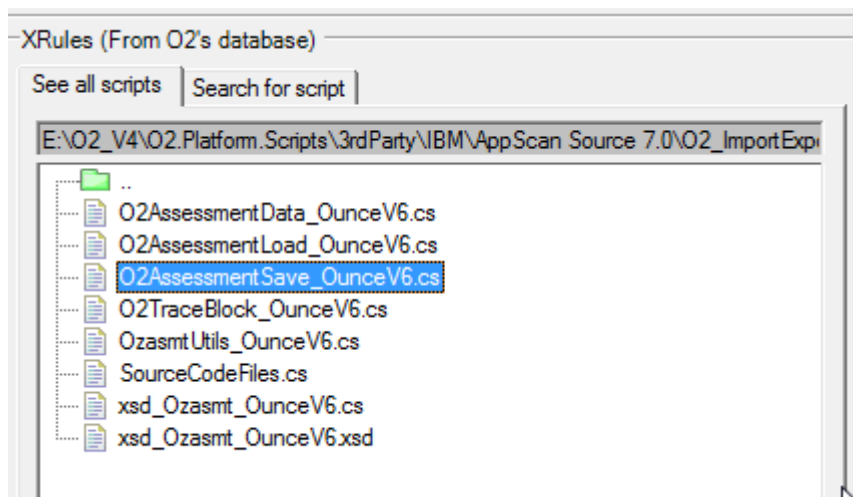 XRules (From O2's database)
See all scripts Search for script
E:\O2_V4\O2.Platform.Scripts\3rdParty\IBM\AppScan Source 7.0\O2_ImportExp
..
O2AssessmentData_OunceV6.cs
O2AssessmentLoad_OunceV6.cs
O2AssessmentSave_OunceV6.cs
O2TraceBlock_OunceV6.cs
OzasmtUtils_OunceV6.cs
SourceCodeFiles.cs
xsd_Ozasmt_OunceV6.cs
xsd_Ozasmt_OunceV6.xsd